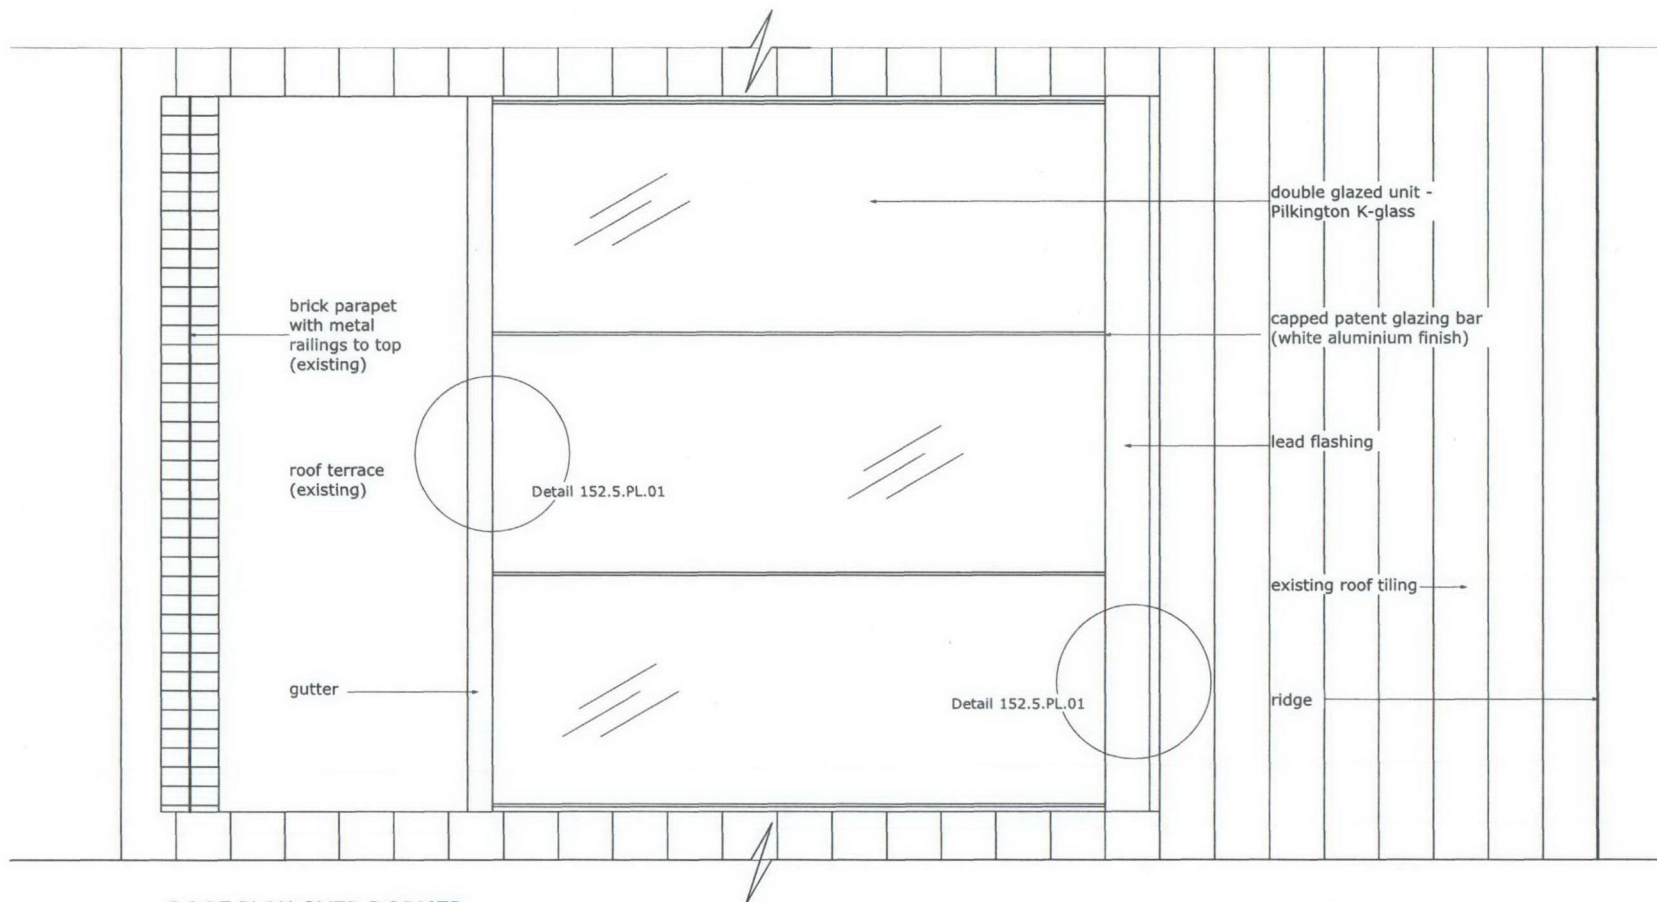 double glazed unit -
Pilkington K-glass
brick parapet
with metal
railings to top
(existing)
capped patent glazing bar
(white aluminium finish)
lead flashing
roof terrace
(existing)
Detail 152.5.PL.01
existing roof tiling
gutter
Detail 152.5.PL.01
ridge